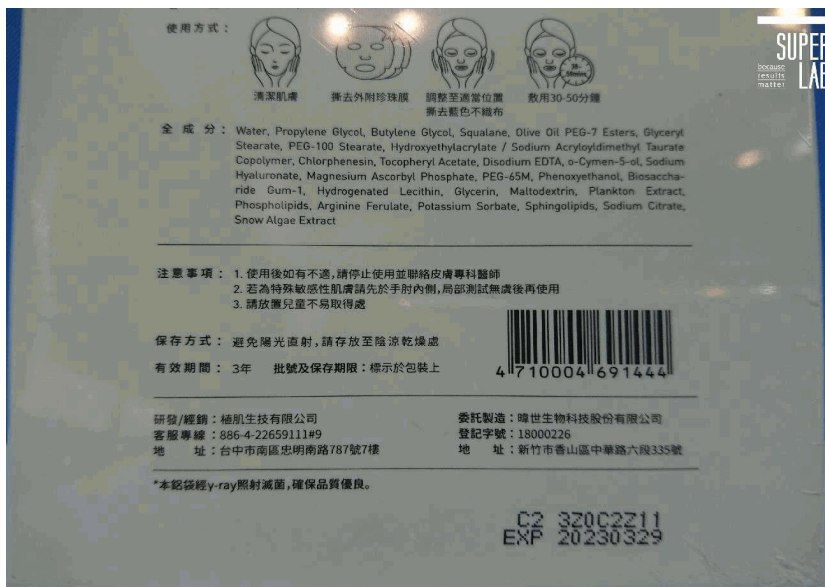 使用方式：
SUPER LAB
because results matter
清潔肌膚
撕去外附珍珠膜
調整至適當位置
撕去藍色不織布
敷用30-50分鐘
全成分：Water, Propylene Glycol, Butylene Glycol, Squalane, Olive Oil PEG-7 Esters, Glyceryl
Stearate, PEG-100 Stearate, Hydroxyethylacrylate / Sodium Acryloyldimethyl Taurate
Copolymer, Chlorphenesin, Tocopheryl Acetate, Disodium EDTA, o-Cymen-5-ol, Sodium
Hyaluronate, Magnesium Ascorbyl Phosphate, PEG-65M, Phenoxyethanol, Biosaccha-
ride Gum-1, Hydrogenated Lecithin, Glycerin, Maltodextrin, Plankton Extract,
Phospholipids, Arginine Ferulate, Potassium Sorbate, Sphingolipids, Sodium Citrate,
Snow Algae Extract
注意事項：1. 使用後如有不適，請停止使用並聯絡皮膚專科醫師
2. 若為特殊敏感性肌膚請先於手肘內側，局部測試無虞後再使用
3. 請放置兒童不易取得處
保存方式：避免陽光直射，請存放至陰涼乾燥處
有效期間：3年 批號及保存期限：標示於包裝上
4 710004 691444
研發/經銷：極肌生技有限公司
客服專線：886-4-22659111#9
地址：台中市南區忠明南路787號7樓
委託製造：暐世生物科技股份有限公司
登記字號：18000226
地址：新竹市香山區中華路六段335號
*本鋁袋經γ-ray照射滅菌，確保品質優良。
C2 3Z0C2Z11
EXP 20230329